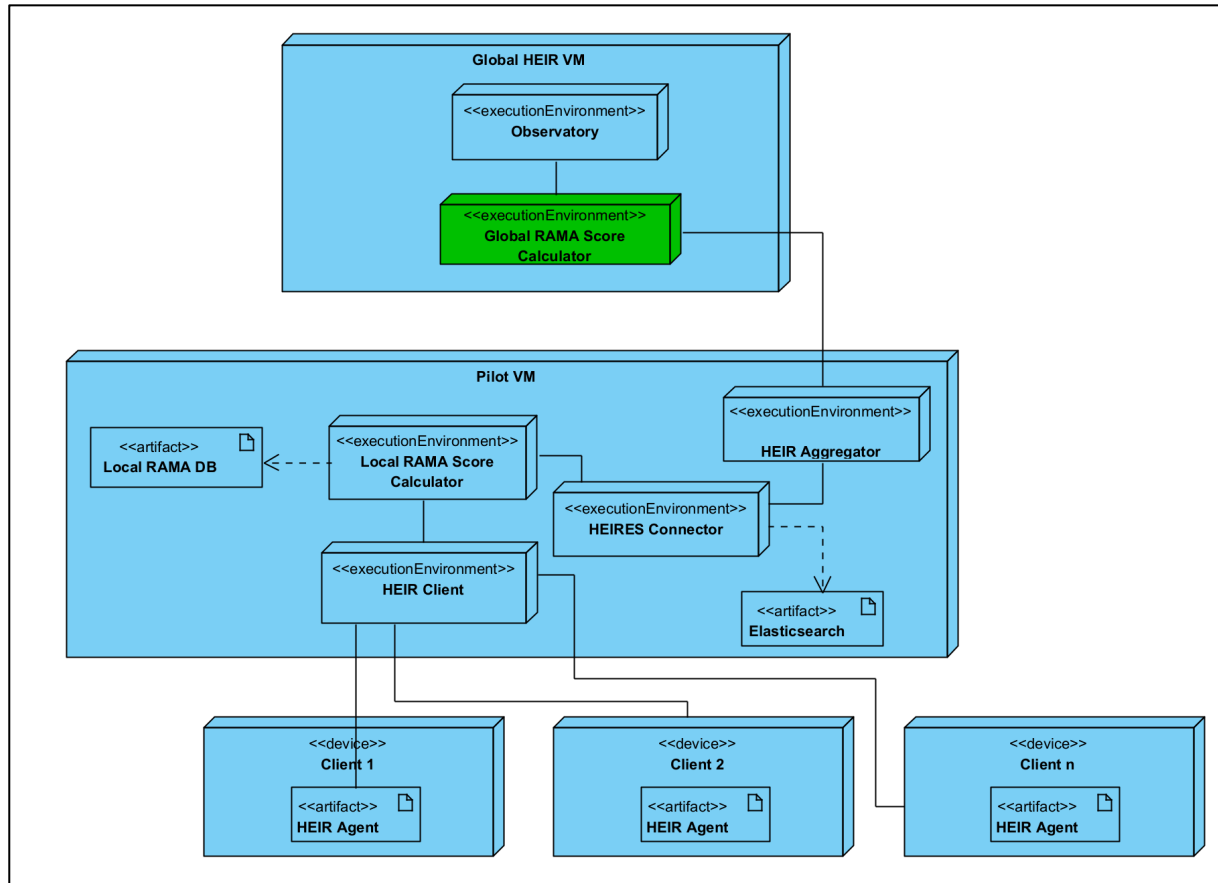 Global HEIR VM
<<executionEnvironment>>
Observatory
<<executionEnvironment>>
Global RAMA Score
Calculator
Pilot VM
<<artifact>>
Local RAMA DB
<<executionEnvironment>>
Local RAMA Score
Calculator
<<executionEnvironment>>
HEIR Aggregator
<<executionEnvironment>>
HEIRES Connector
<<executionEnvironment>>
HEIR Client
<<artifact>>
Elasticsearch
<<device>>
Client 1
<<artifact>>
HEIR Agent
<<device>>
Client 2
<<artifact>>
HEIR Agent
<<device>>
Client n
<<artifact>>
HEIR Agent